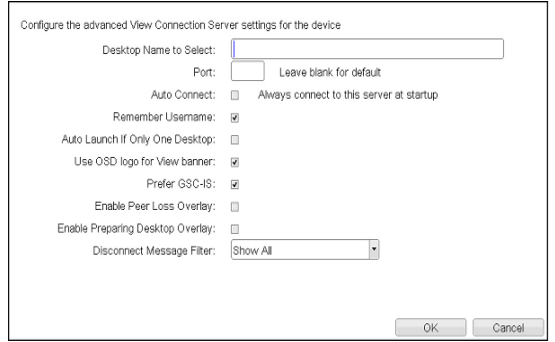 Configure the advanced View Connection Server settings for the device
Desktop Name to Select:
Port: Leave blank for default
Auto Connect: Always connect to this server at startup
Remember Username:
Auto Launch If Only One Desktop:
Use OSD logo for View banner:
Prefer GSC-IS:
Enable Peer Loss Overlay:
Enable Preparing Desktop Overlay:
Disconnect Message Filter: Show All
OK Cancel